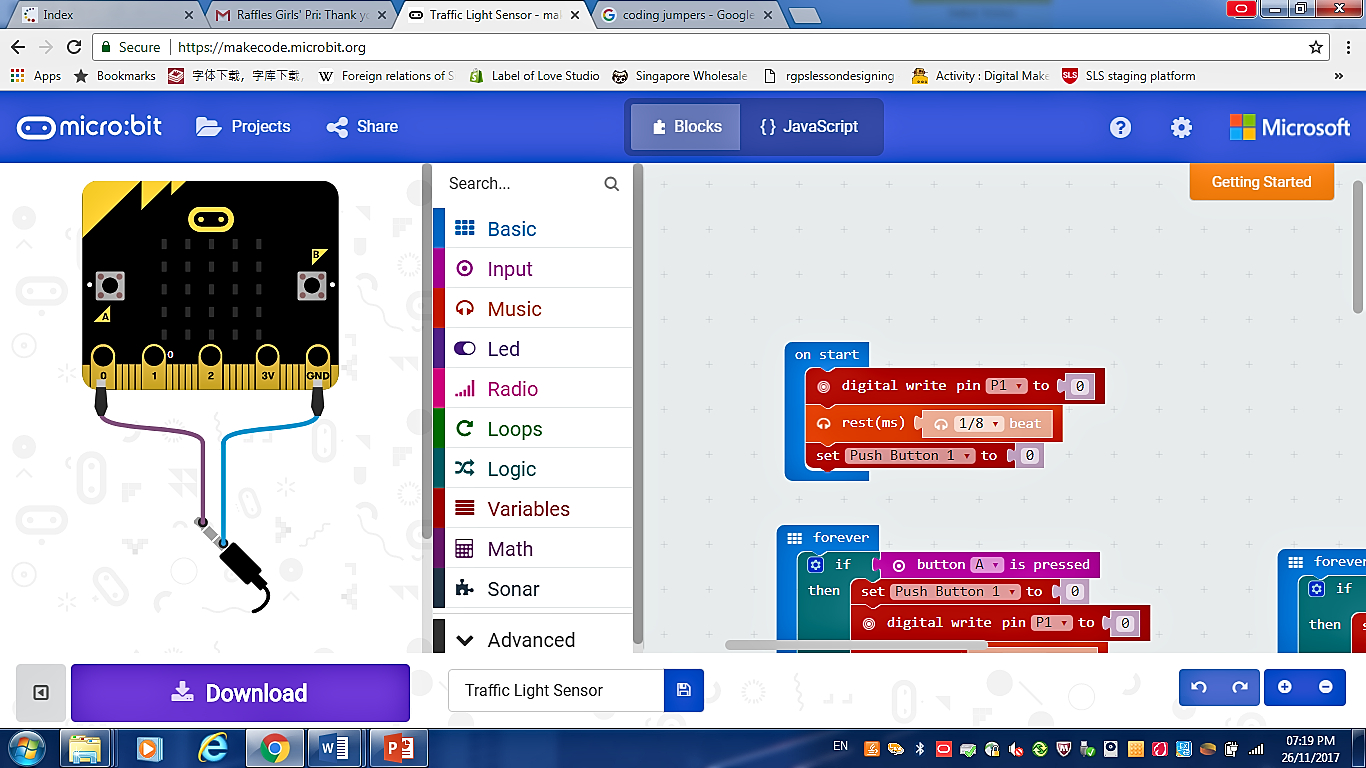 Index
Raffles Girls' Pri: Thank yo
Traffic Light Sensor - mak
coding jumpers - Google
Secure
https://makecode.microbit.org
Apps
Bookmarks
字体下载，字库下载，
Foreign relations of S
Label of Love Studio
Singapore Wholesale
rgpslessondesigning
Activity : Digital Make
SLS
SLS staging platform
»
micro:bit
Projects
Share
Blocks
{} JavaScript
Microsoft
Getting Started
B
A
0
0 1 2 3V GND
Search...
Basic
Input
Music
Led
Radio
Loops
Logic
Variables
Math
Sonar
Advanced
on start
digital write pin P1 to 0
rest(ms) 1/8 beat
set Push Button 1 to 0
forever
if button A is pressed
then set Push Button 1 to 0
digital write pin P1 to 0
forever
if
then
Download
Traffic Light Sensor
EN
07:19 PM
26/11/2017